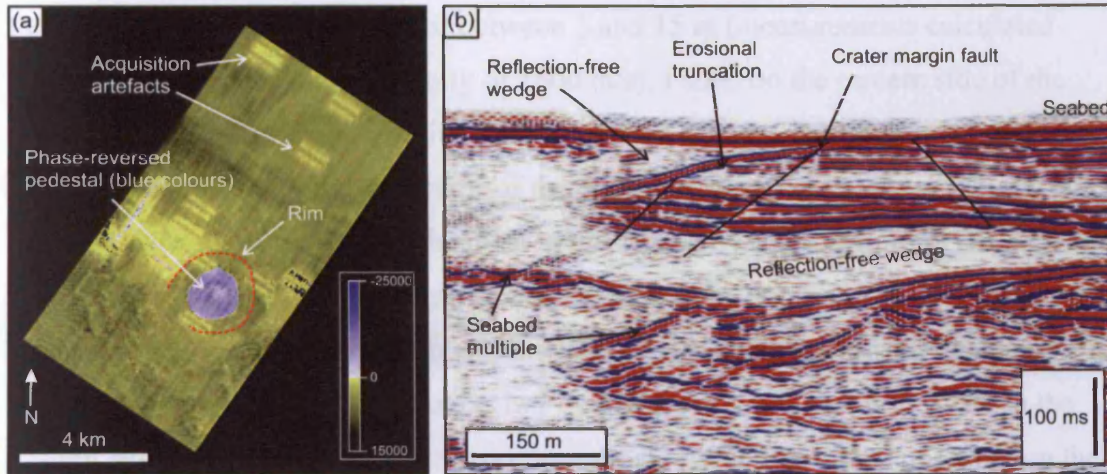 (a)
Acquisition
artefacts
Phase-reversed
pedestal (blue colours)
Rim
N
4 km
-25000
0
15000
(b)
Reflection-free
wedge
Erosional
truncation
Crater margin fault
Seabed
Reflection-free wedge
Seabed
multiple
150 m
100 ms